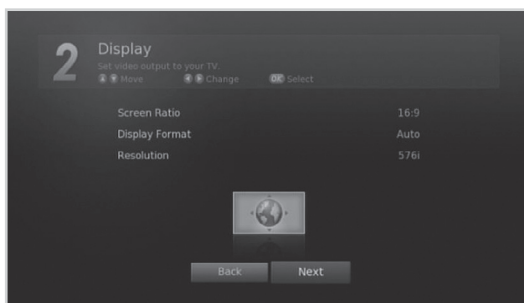 2
Display
Set video output to your TV.
Move Change OK Select
Screen Ratio 16:9
Display Format Auto
Resolution 576i
Back Next